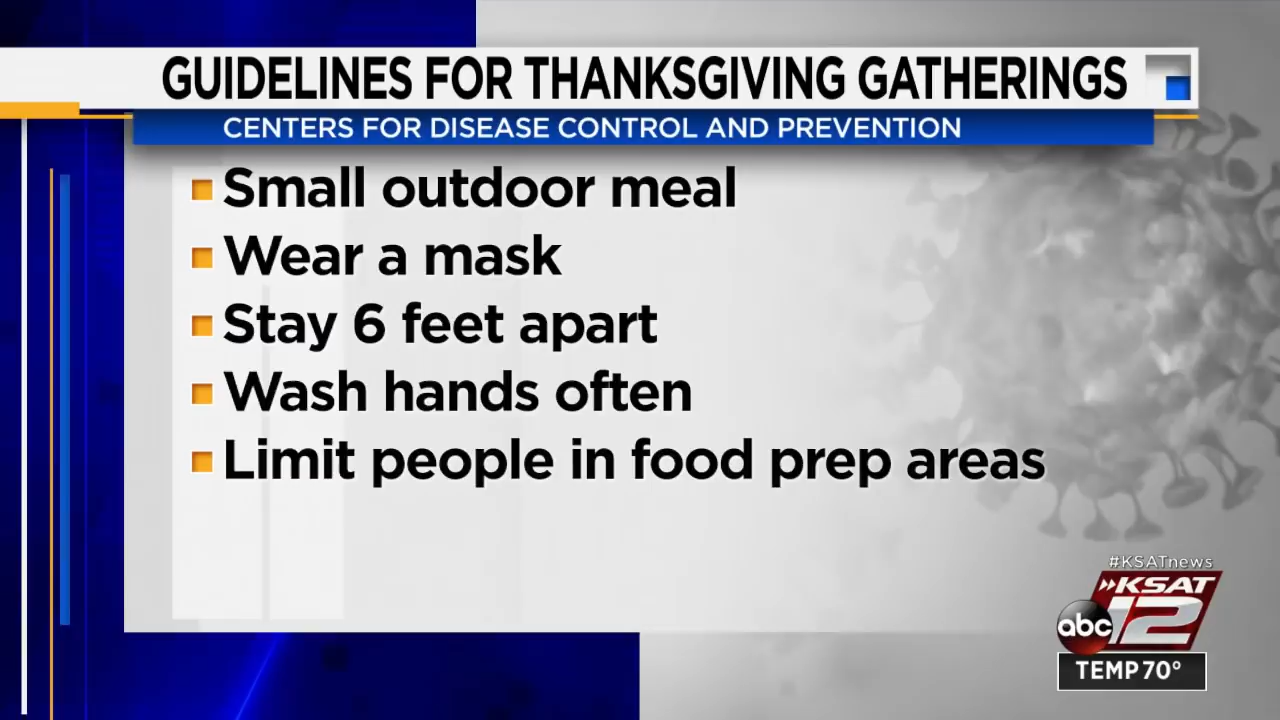 GUIDELINES FOR THANKSGIVING GATHERINGS
CENTERS FOR DISEASE CONTROL AND PREVENTION
Small outdoor meal
Wear a mask
Stay 6 feet apart
Wash hands often
Limit people in food prep areas
#KSATnews
KSAT
abc 12
TEMP 70°